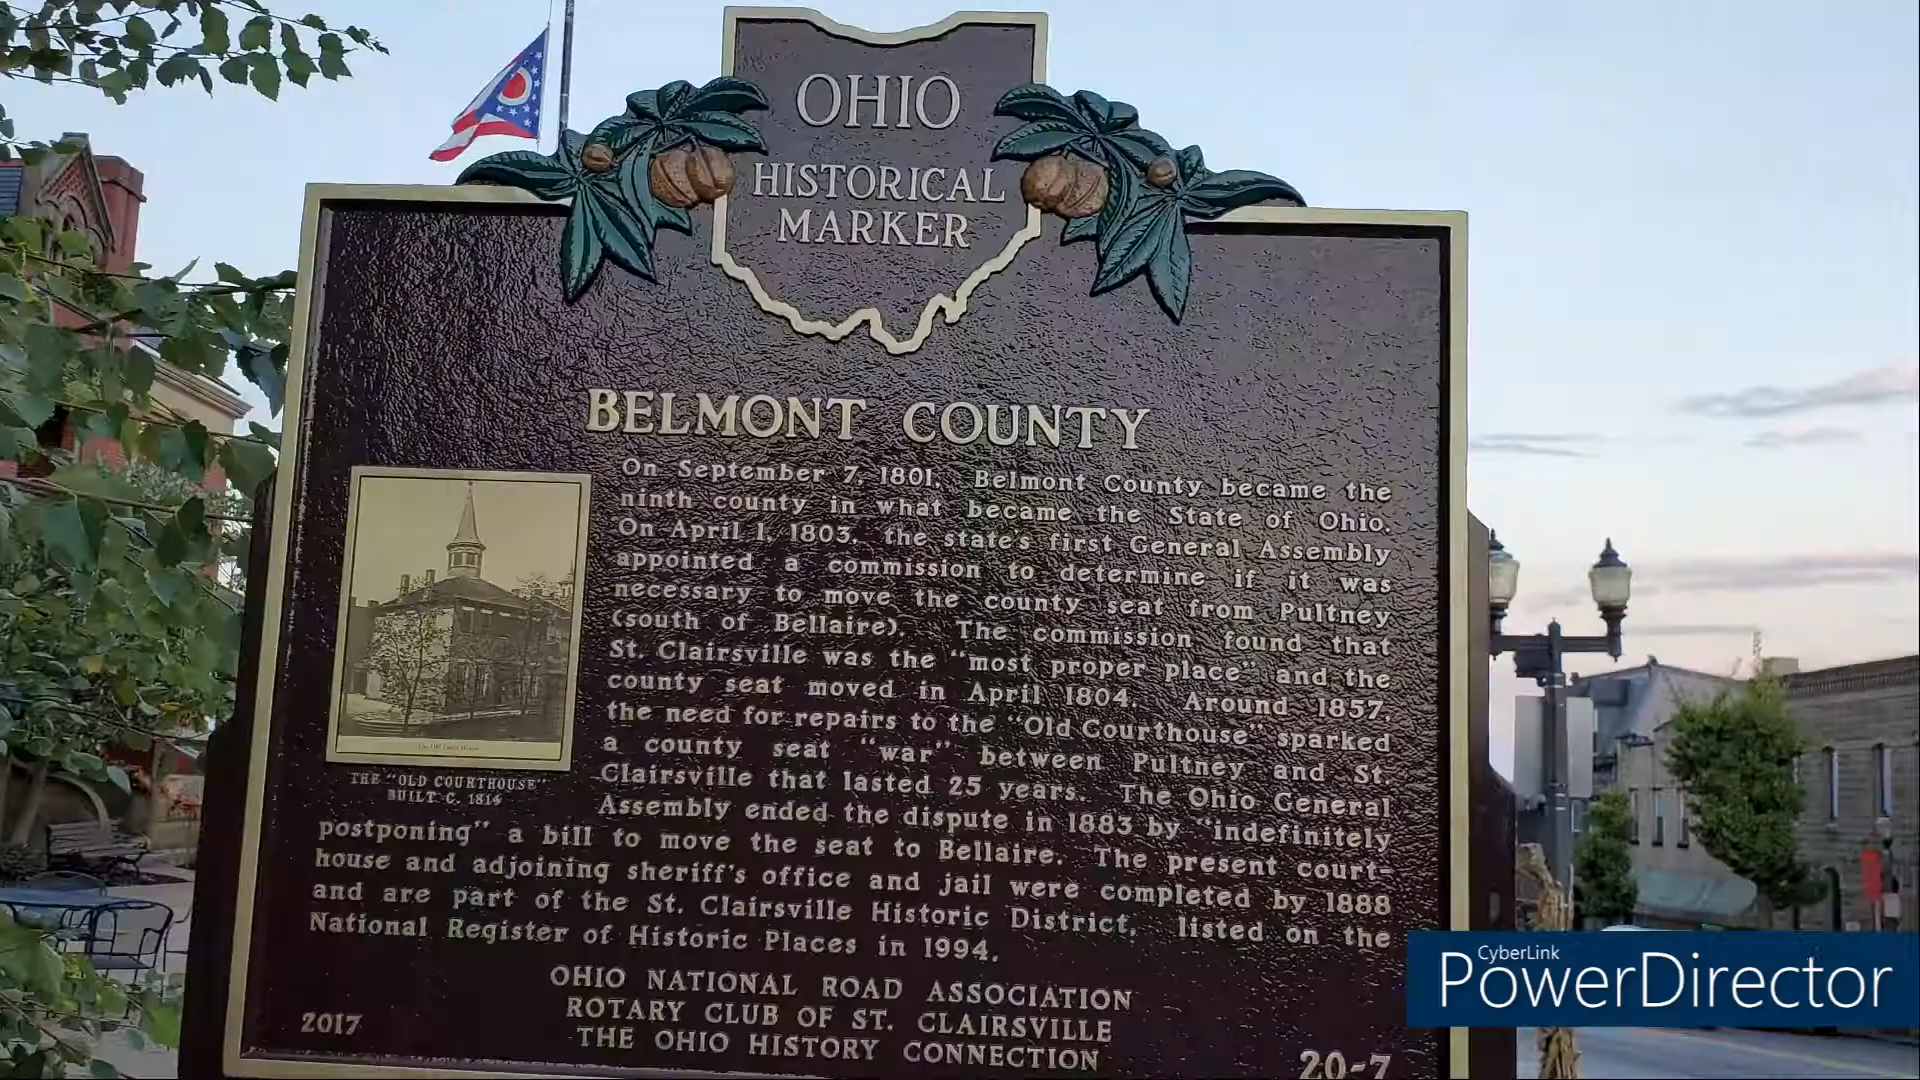 OHIO
HISTORICAL
MARKER
BELMONT COUNTY
On September 7, 1801, Belmont County became the
ninth county in what became the State of Ohio.
On April 1, 1803, the state's first General Assembly
appointed a commission to determine if it was
necessary to move the county seat from Pultney
(south of Bellaire). The commission found that
St. Clairsville was the "most proper place" and the
county seat moved in April 1804. Around 1857,
the need for repairs to the "Old Courthouse" sparked
a county seat "war" between Pultney and St.
Clairsville that lasted 25 years. The Ohio General
Assembly ended the dispute in 1883 by "indefinitely
postponing" a bill to move the seat to Bellaire. The present court-
house and adjoining sheriff's office and jail were completed by 1888
and are part of the St. Clairsville Historic District, listed on the
National Register of Historic Places in 1994.
THE "OLD COURTHOUSE"
BUILT C. 1814
OHIO NATIONAL ROAD ASSOCIATION
ROTARY CLUB OF ST. CLAIRSVILLE
THE OHIO HISTORY CONNECTION
2017
20-7
CyberLink
PowerDirector